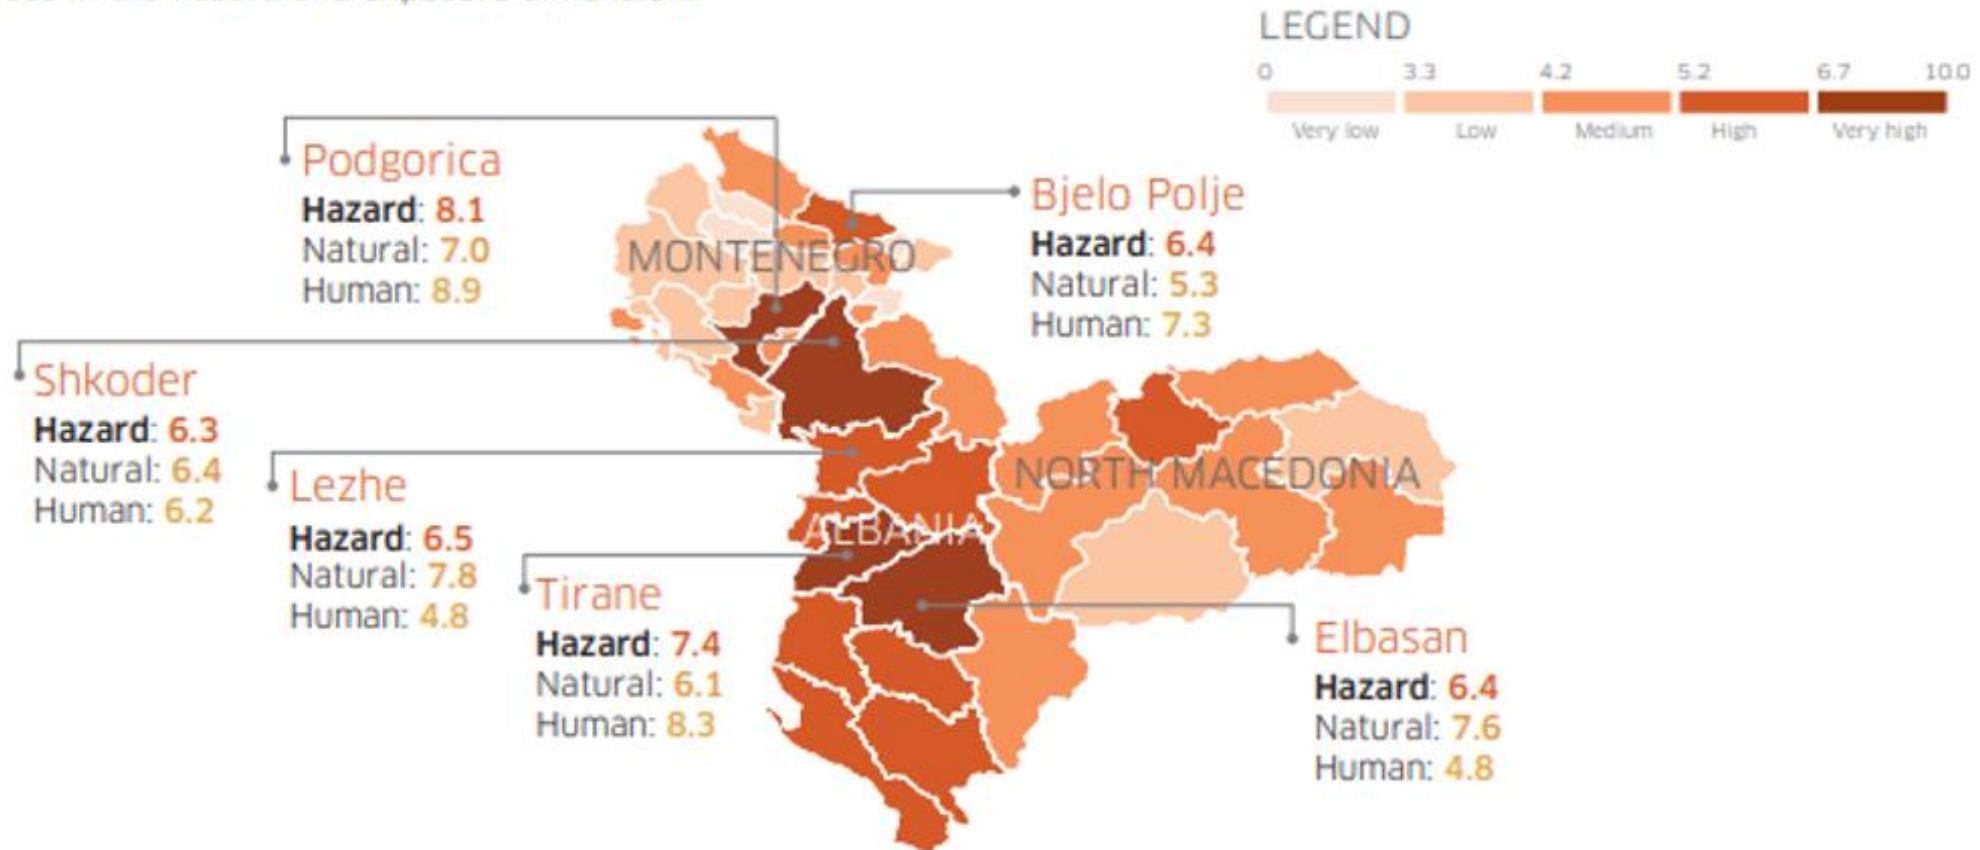 LEGEND
0 3.3 4.2 5.2 6.7 10.0
Very low Low Medium High Very high
Podgorica
Hazard: 8.1
Natural: 7.0
Human: 8.9
Bjelo Polje
Hazard: 6.4
Natural: 5.3
Human: 7.3
MONTENEGRO
Shkoder
Hazard: 6.3
Natural: 6.4
Human: 6.2
Lezhe
Hazard: 6.5
Natural: 7.8
Human: 4.8
NORTH MACEDONIA
ALBANIA
Tirane
Hazard: 7.4
Natural: 6.1
Human: 8.3
Elbasan
Hazard: 6.4
Natural: 7.6
Human: 4.8